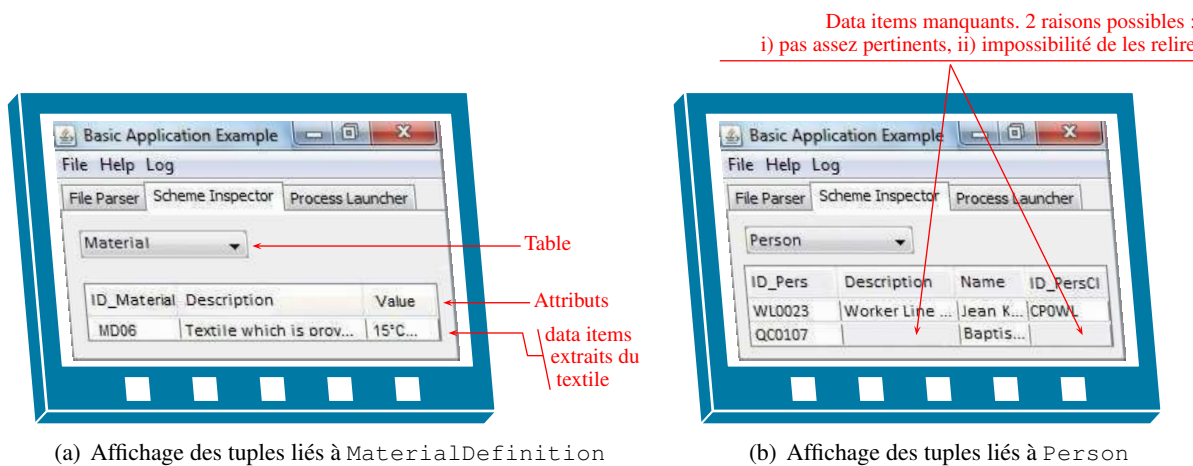 Data items manquants. 2 raisons possibles :
i) pas assez pertinents, ii) impossibilité de les relire
Basic Application Example
File Help Log
File Parser Scheme Inspector Process Launcher
Material
Table
ID_Material Description Value
Attributs
MD06 Textile which is prov... 15°C...
data items
extraits du
textile
(a) Affichage des tuples liés à MaterialDefinition
Basic Application Example
File Help Log
File Parser Scheme Inspector Process Launcher
Person
ID_Pers Description Name ID_PersCl
WL0023 Worker Line ... Jean K... CP0WL
QC0107 Baptis...
(b) Affichage des tuples liés à Person